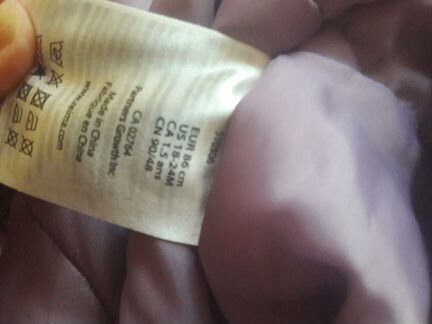 EUR 86 cm
US 18-24M
CA 1.5 ans
CN 90/48
CA 02764
Partners Growth Inc.
Made in China
Fabriqué en Chine